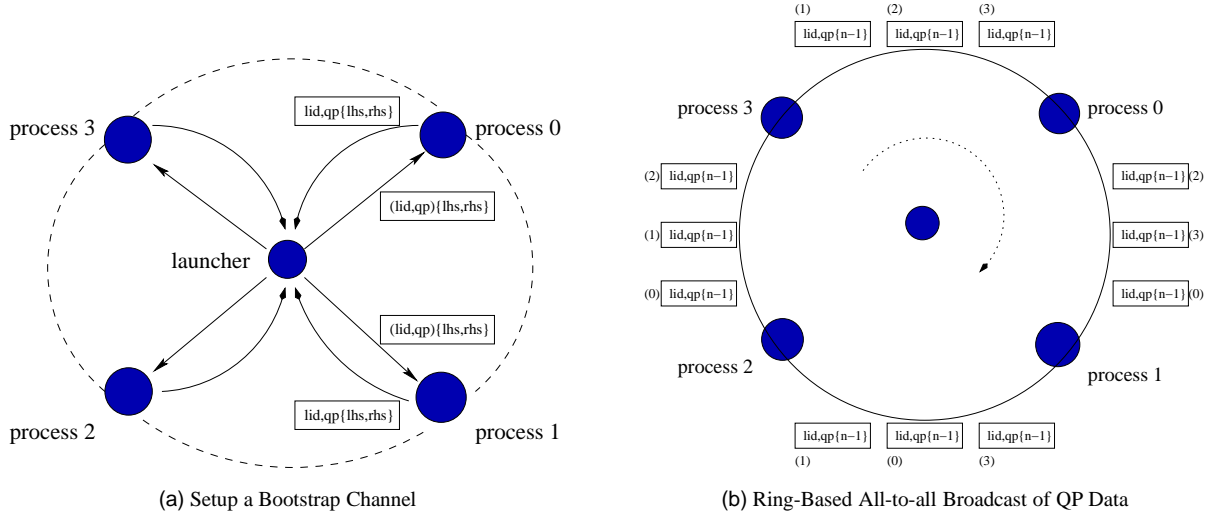 lid,qp{lhs,rhs}
process 3
process 0
(lid,qp){lhs,rhs}
launcher
(lid,qp){lhs,rhs}
lid,qp{lhs,rhs}
process 2
process 1
(a) Setup a Bootstrap Channel
(1) (2) (3)
lid,qp{n−1} lid,qp{n−1} lid,qp{n−1}
process 3
process 0
(2) lid,qp{n−1}
lid,qp{n−1} (2)
(1) lid,qp{n−1}
lid,qp{n−1} (3)
(0) lid,qp{n−1}
lid,qp{n−1} (0)
process 2
process 1
lid,qp{n−1} lid,qp{n−1} lid,qp{n−1}
(1) (0) (3)
(b) Ring-Based All-to-all Broadcast of QP Data